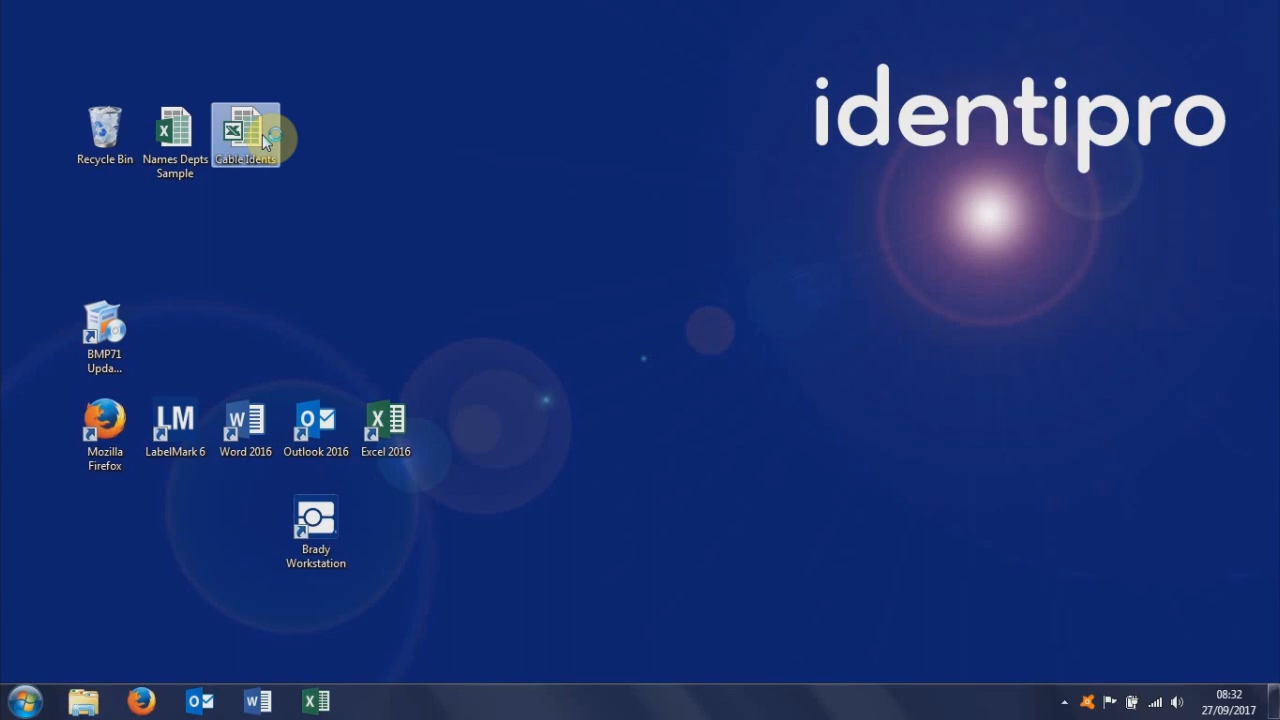 identipro
Recycle Bin
Names Depts
Sample
Cable Idents
BMP71
Upda...
Mozilla
Firefox
LM
LabelMark 6
Word 2016
Outlook 2016
Excel 2016
Brady
Workstation
08:32
27/09/2017